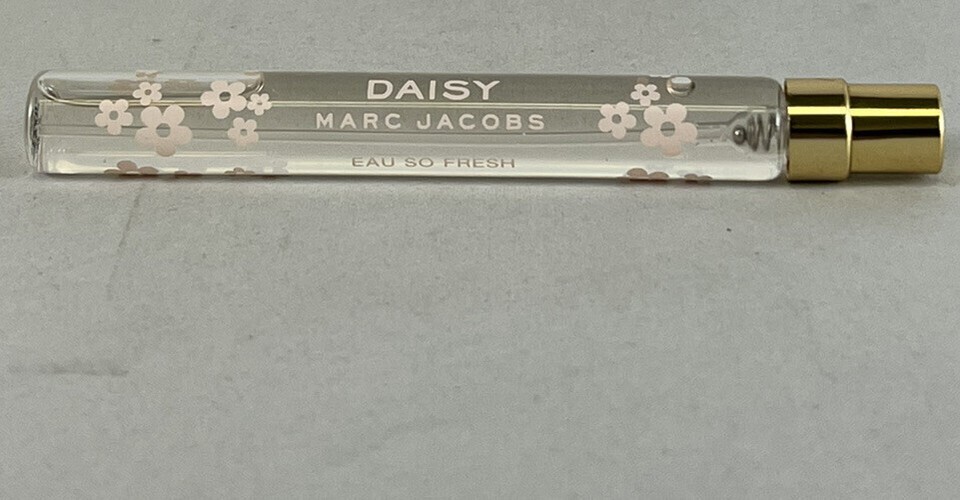 DAISY
MARC JACOBS
EAU SO FRESH